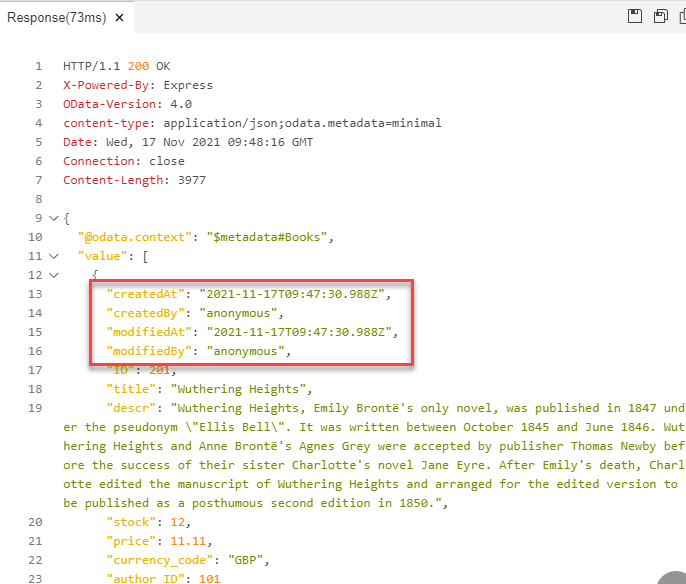 Response(73ms) ×
1 HTTP/1.1 200 OK
2 X-Powered-By: Express
3 OData-Version: 4.0
4 content-type: application/json;odata.metadata=minimal
5 Date: Wed, 17 Nov 2021 09:48:16 GMT
6 Connection: close
7 Content-Length: 3977
8
9 {
10 "@odata.context": "$metadata#Books",
11 "value": [
12 {
13 "createdAt": "2021-11-17T09:47:30.988Z",
14 "createdBy": "anonymous",
15 "modifiedAt": "2021-11-17T09:47:30.988Z",
16 "modifiedBy": "anonymous",
17 "ID": 201,
18 "title": "Wuthering Heights",
19 "descr": "Wuthering Heights, Emily Brontë's only novel, was published in 1847 und
er the pseudonym \"Ellis Bell\". It was written between October 1845 and June 1846. Wut
hering Heights and Anne Brontë's Agnes Grey were accepted by publisher Thomas Newby bef
ore the success of their sister Charlotte's novel Jane Eyre. After Emily's death, Charl
otte edited the manuscript of Wuthering Heights and arranged for the edited version to
be published as a posthumous second edition in 1850.",
20 "stock": 12,
21 "price": 11.11,
22 "currency_code": "GBP",
23 "author_ID": 101